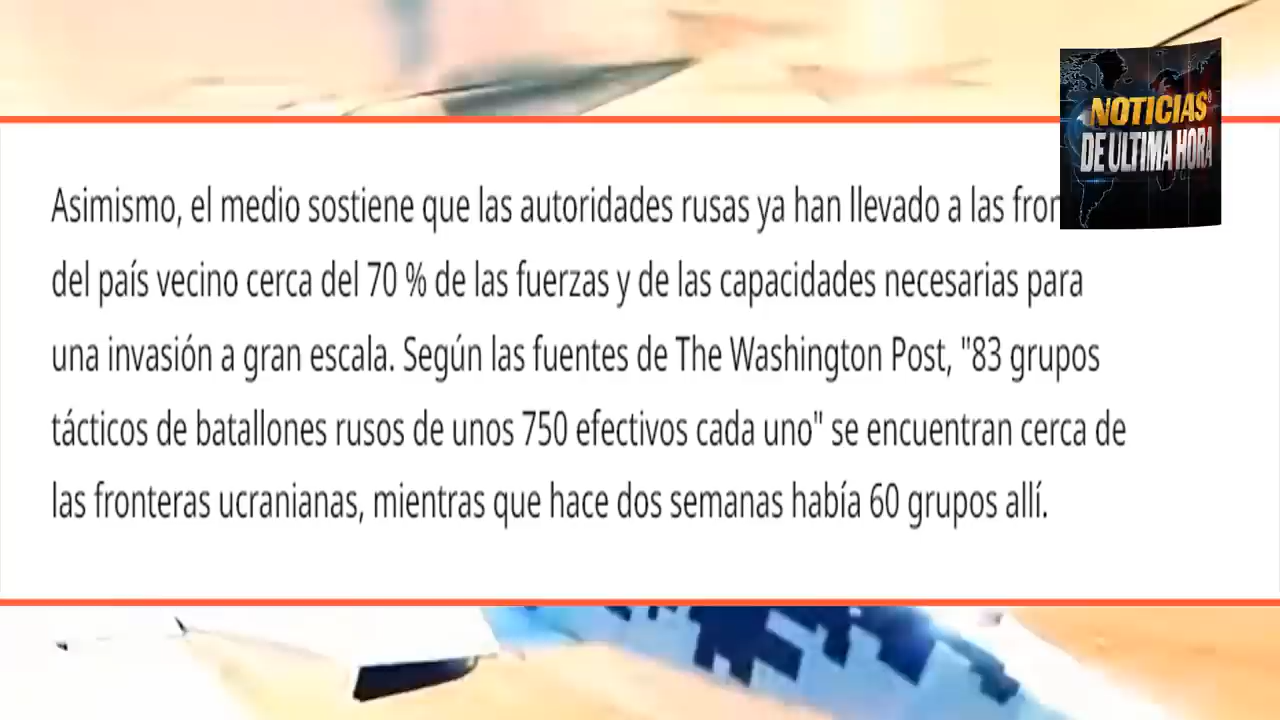 NOTICIAS
DE ULTIMA HORA
Asimismo, el medio sostiene que las autoridades rusas ya han llevado a las
del país vecino cerca del 70 % de las fuerzas y de las capacidades necesarias para
una invasión a gran escala. Según las fuentes de The Washington Post, "83 grupos
tácticos de batallones rusos de unos 750 efectivos cada uno" se encuentran cerca de
las fronteras ucranianas, mientras que hace dos semanas había 60 grupos allí.